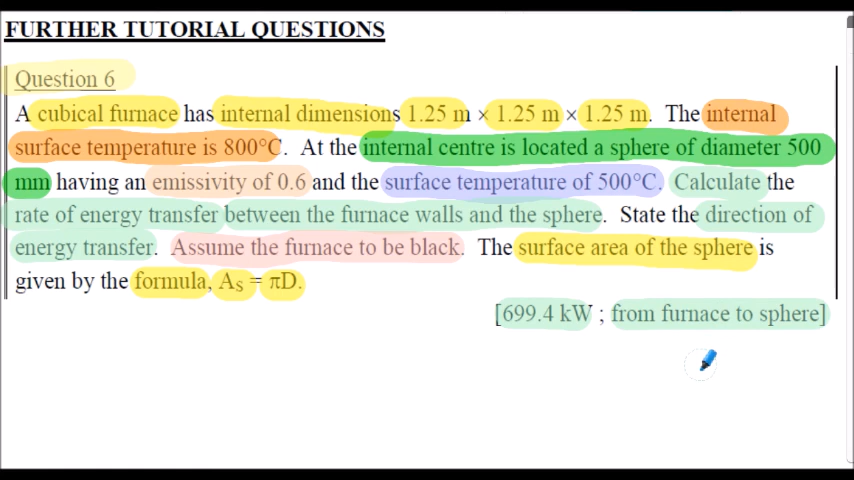 FURTHER TUTORIAL QUESTIONS
Question 6
A cubical furnace has internal dimensions 1.25 m × 1.25 m × 1.25 m. The internal
surface temperature is 800°C. At the internal centre is located a sphere of diameter 500
mm having an emissivity of 0.6 and the surface temperature of 500°C. Calculate the
rate of energy transfer between the furnace walls and the sphere. State the direction of
energy transfer. Assume the furnace to be black. The surface area of the sphere is
given by the formula, As = πD.
[699.4 kW ; from furnace to sphere]